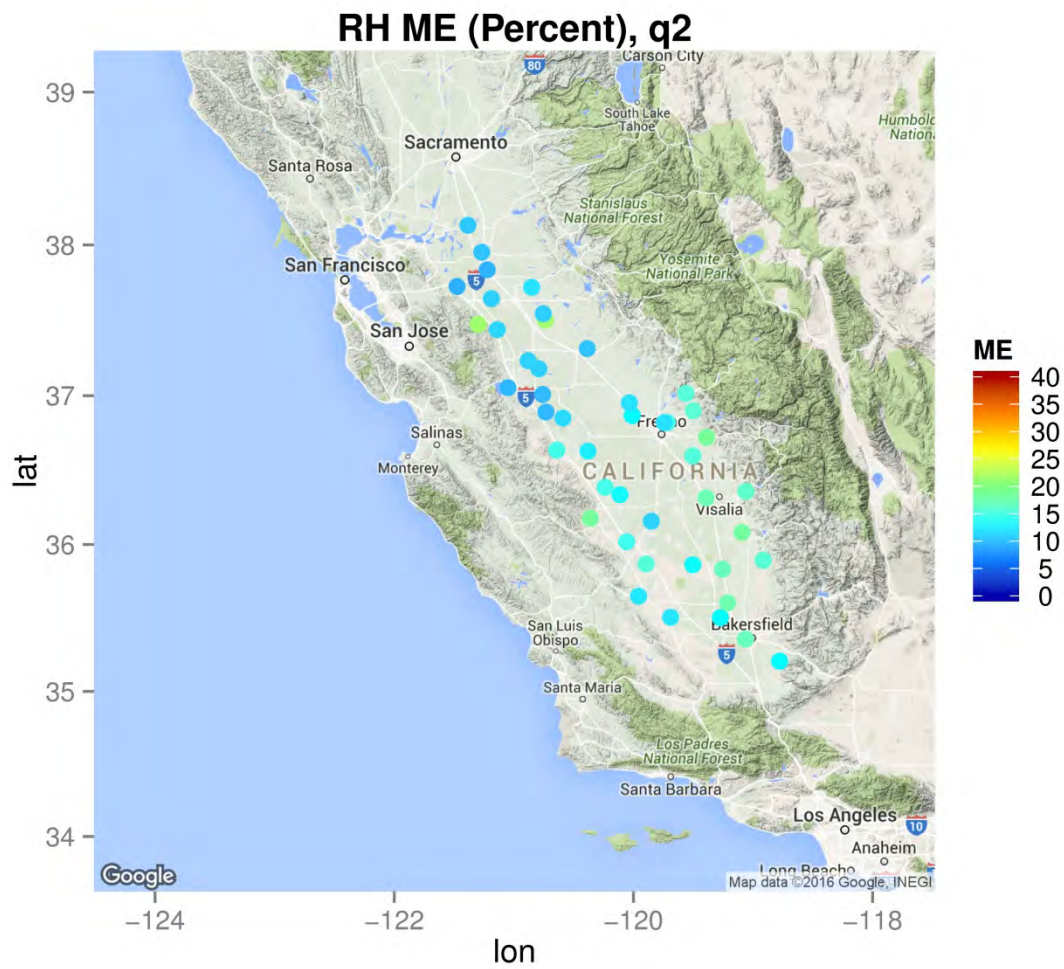 RH ME (Percent), q2
80
Carson City
39
South Lake
Tahoe
Humbol
Nationa
Sacramento
Santa Rosa
Stanislaus
National Forest
38
Yosemite
National Park
San Francisco
5
San Jose
ME
40
35
30
25
20
15
10
5
0
37
5
Fresno
Salinas
Monterey
CALIFORNIA
Visalia
lat
36
San Luis
Obispo
Bakersfield
5
35
Santa Maria
Los Padres
National Forest
Santa Barbara
34
Los Angeles
10
Anaheim
Long Beach
Google
Map data ©2016 Google, INEGI
−124
−122
−120
−118
lon